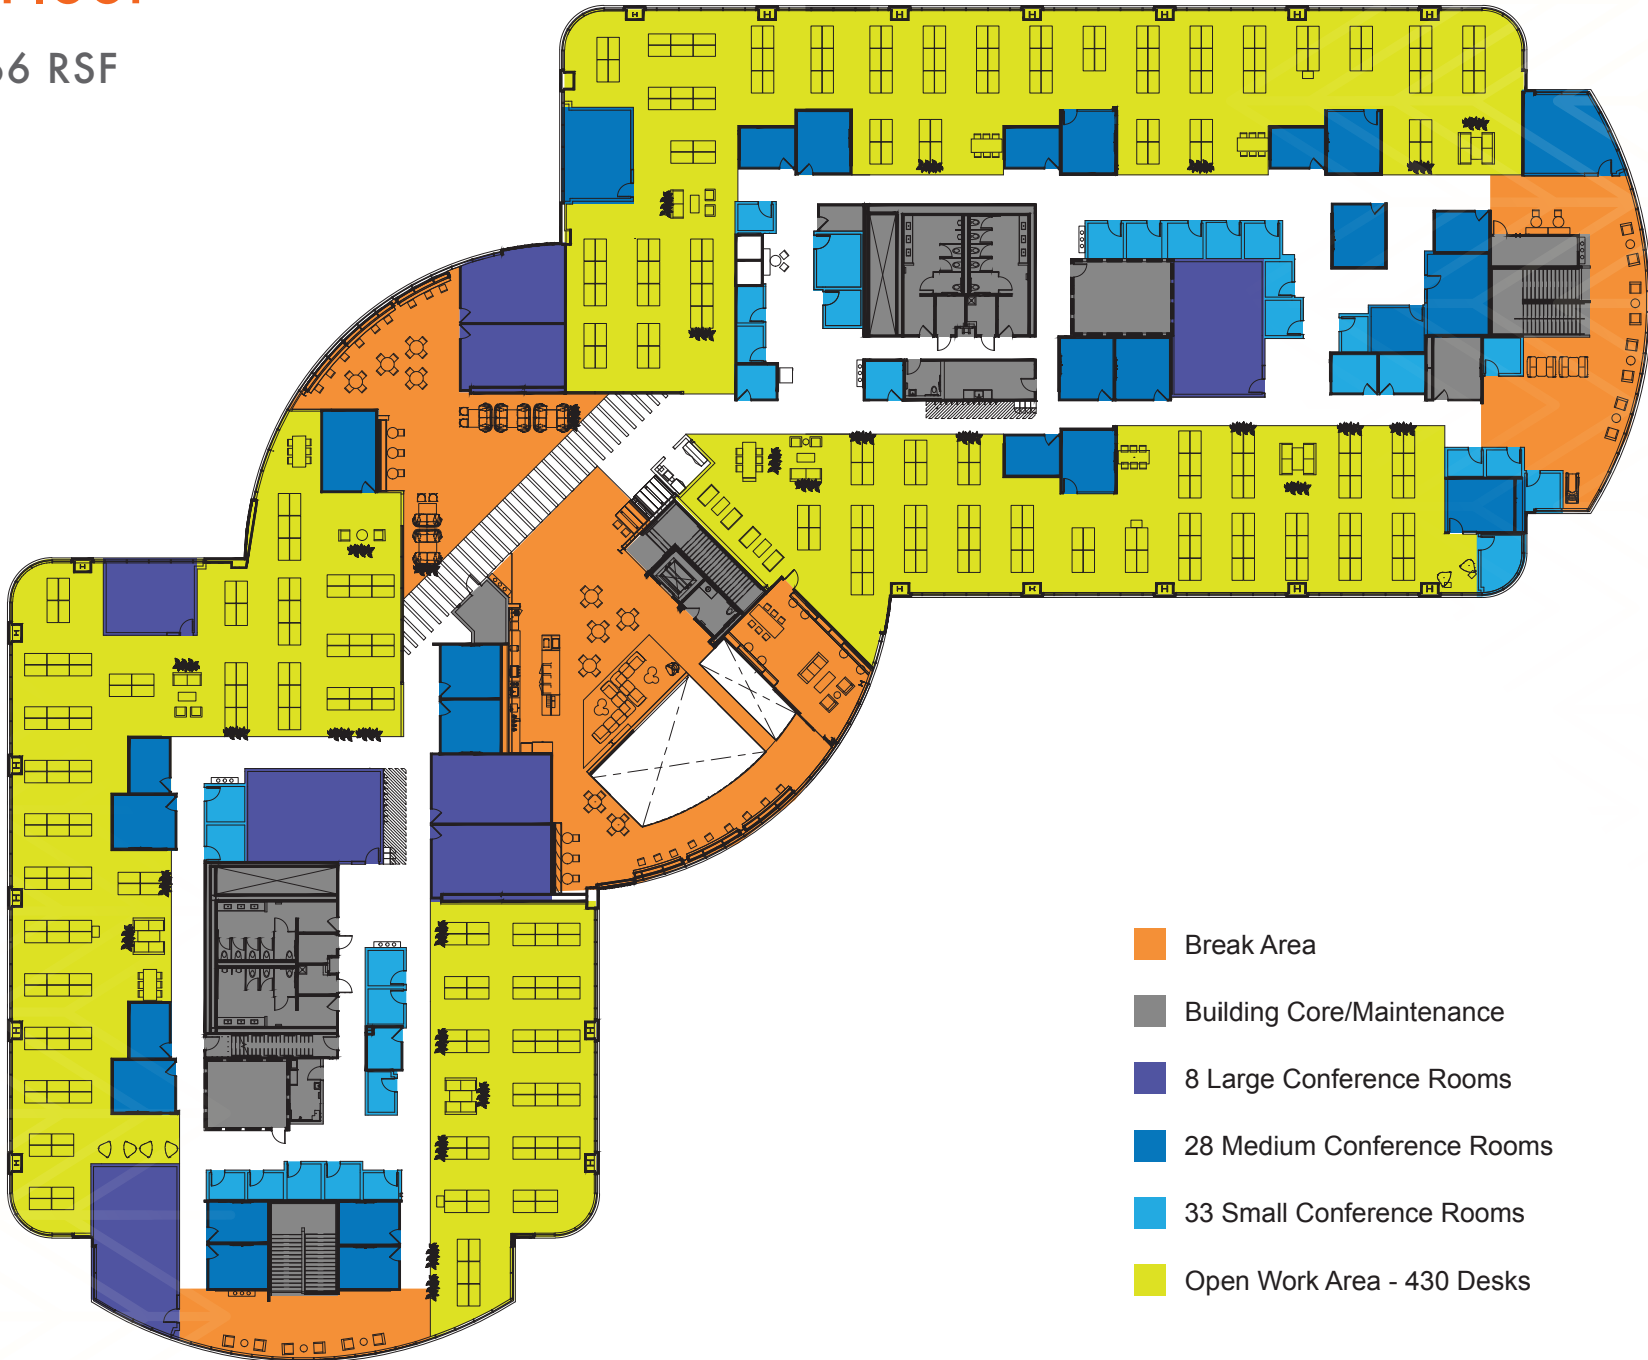 66 RSF
Break Area
Building Core/Maintenance
8 Large Conference Rooms
28 Medium Conference Rooms
33 Small Conference Rooms
Open Work Area - 430 Desks